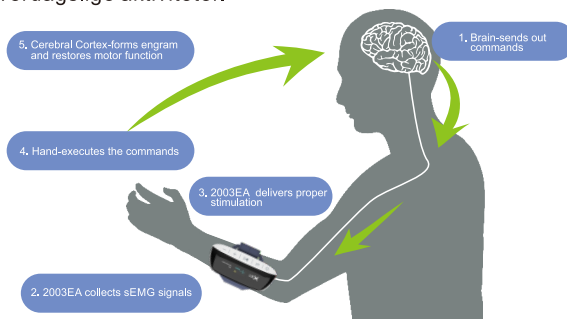 1. Brain-sends out
commands
2. 2003EA collects sEMG signals
3. 2003EA delivers proper
stimulation
4. Hand-executes the commands
5. Cerebral Cortex-forms engram
and restores motor function